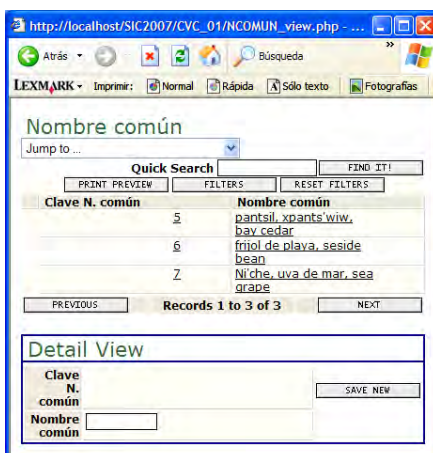 http://localhost/SIC2007/CVC_01/NCOMUN_view.php - ...
Atrás
Búsqueda
»
LEXMARK
Imprimir:
Normal
Rápida
Sólo texto
Fotografías
Nombre común
Jump to ...
Quick Search
FIND IT!
PRINT PREVIEW
FILTERS
RESET FILTERS
Clave N. común
Nombre común
5
pantsil, xpants'wiw,
bay cedar
6
frijol de playa, seside
bean
7
Ni'che, uva de mar, sea
grape
PREVIOUS
Records 1 to 3 of 3
NEXT
Detail View
Clave
N.
común
SAVE NEW
Nombre
común